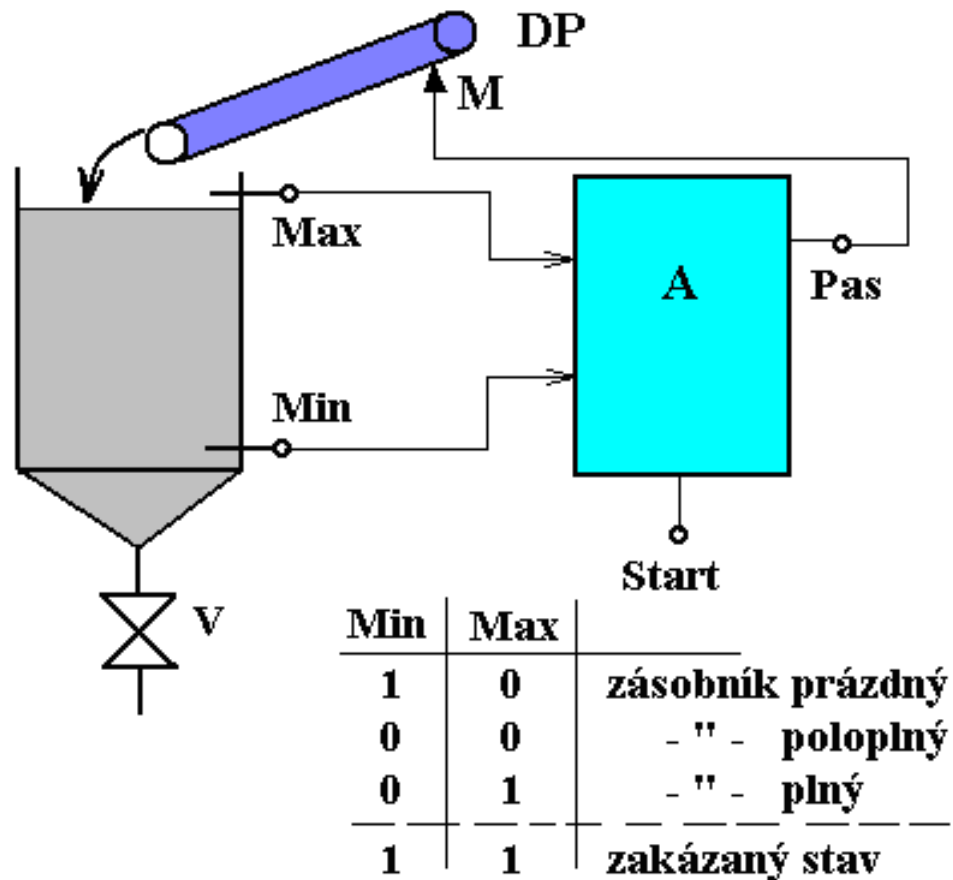 DP
M
Max
A
Pas
Min
Start
V
Min Max
1 0 zásobník prázdný
0 0 - " - poloplný
0 1 - " - plný
1 1 zakázaný stav